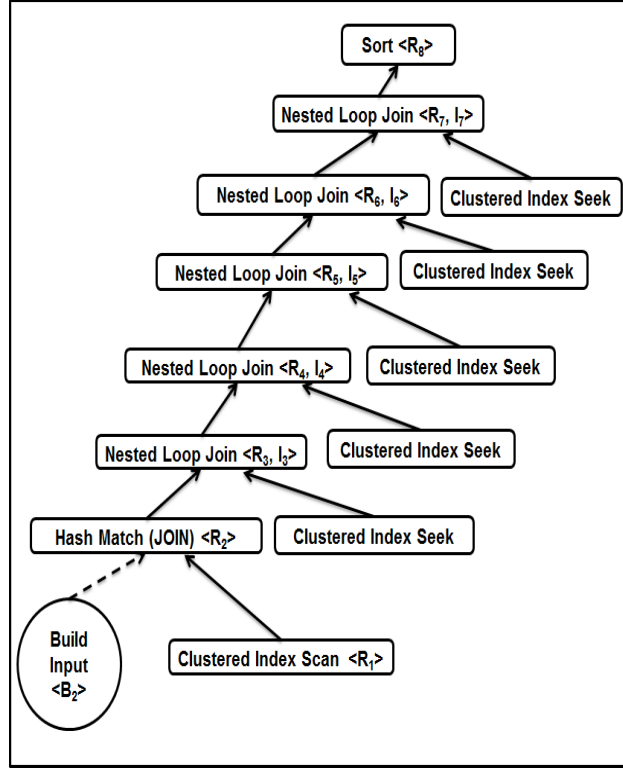 Sort <R₈>
Nested Loop Join <R₇, I₇>
Nested Loop Join <R₆, I₆>
Clustered Index Seek
Nested Loop Join <R₅, I₅>
Clustered Index Seek
Nested Loop Join <R₄, I₄>
Clustered Index Seek
Nested Loop Join <R₃, I₃>
Clustered Index Seek
Hash Match (JOIN) <R₂>
Clustered Index Seek
Build
Input
<B₂>
Clustered Index Scan <R₁>